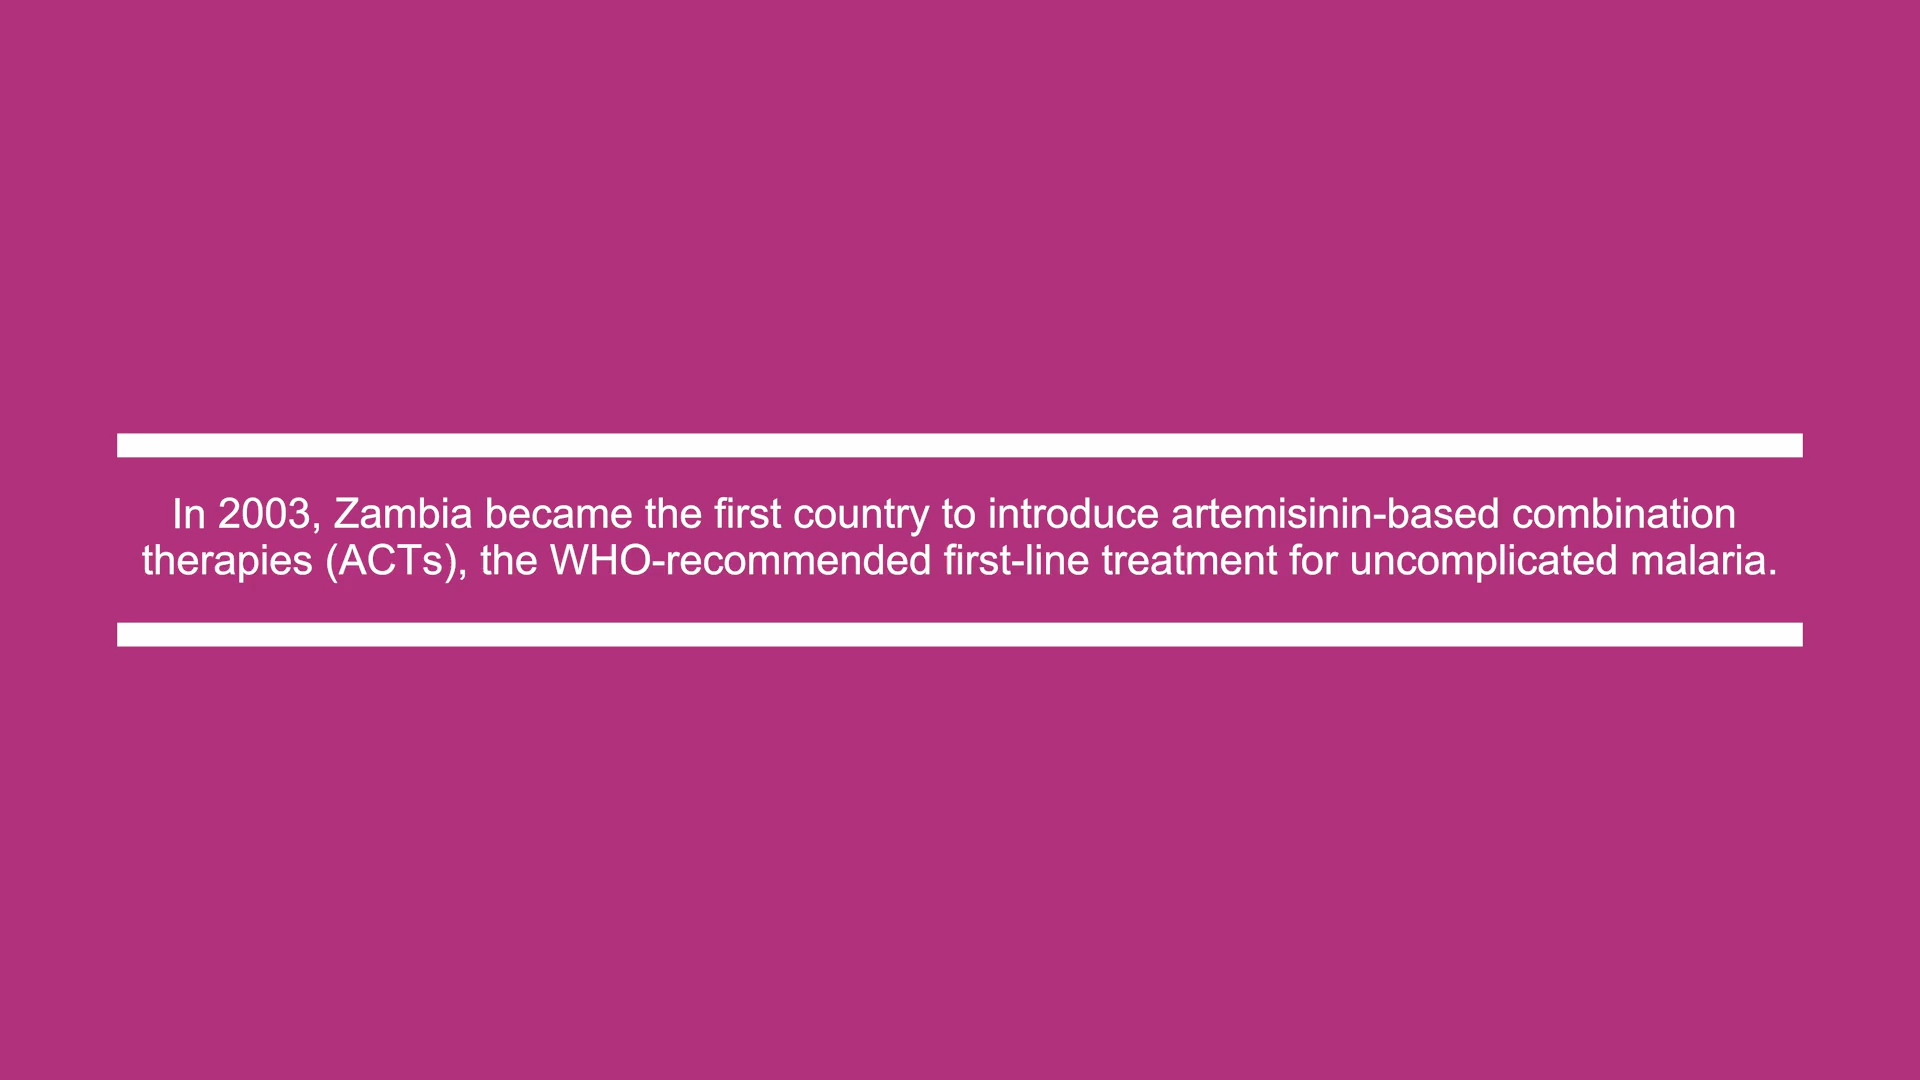 In 2003, Zambia became the first country to introduce artemisinin-based combination
therapies (ACTs), the WHO-recommended first-line treatment for uncomplicated malaria.